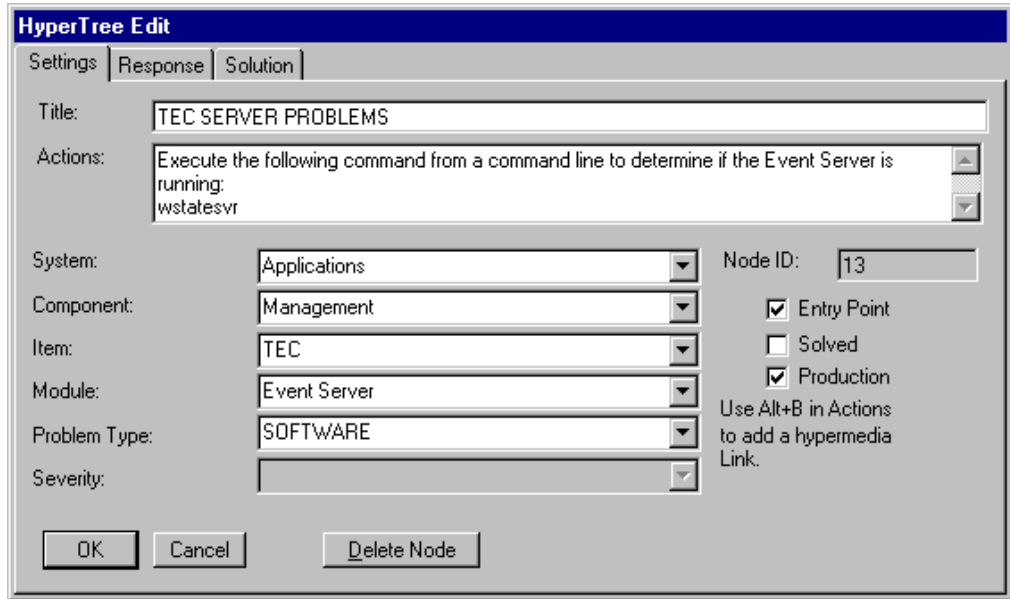 HyperTree Edit
Settings Response Solution
Title: TEC SERVER PROBLEMS
Actions: Execute the following command from a command line to determine if the Event Server is
running:
wstatesvr
System: Applications Node ID: 13
Component: Management Entry Point
Item: TEC Solved
Module: Event Server Production
Use Alt+B in Actions
Problem Type: SOFTWARE to add a hypermedia
Link.
Severity:
OK Cancel Delete Node